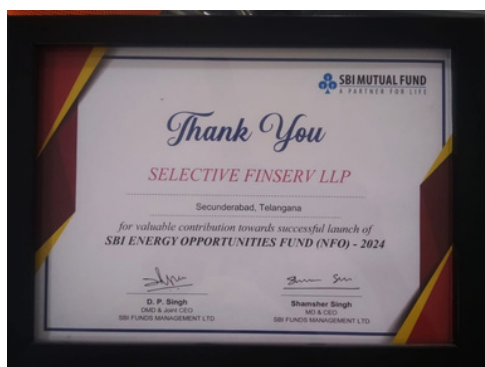 SBI MUTUAL FUND
A PARTNER FOR LIFE
Thank You
SELECTIVE FINSERV LLP
Secunderabad, Telangana
for valuable contribution towards successful launch of
SBI ENERGY OPPORTUNITIES FUND (NFO) - 2024
D. P. Singh
DMD & Joint CEO
SBI FUNDS MANAGEMENT LTD
Shamsher Singh
MD & CEO
SBI FUNDS MANAGEMENT LTD